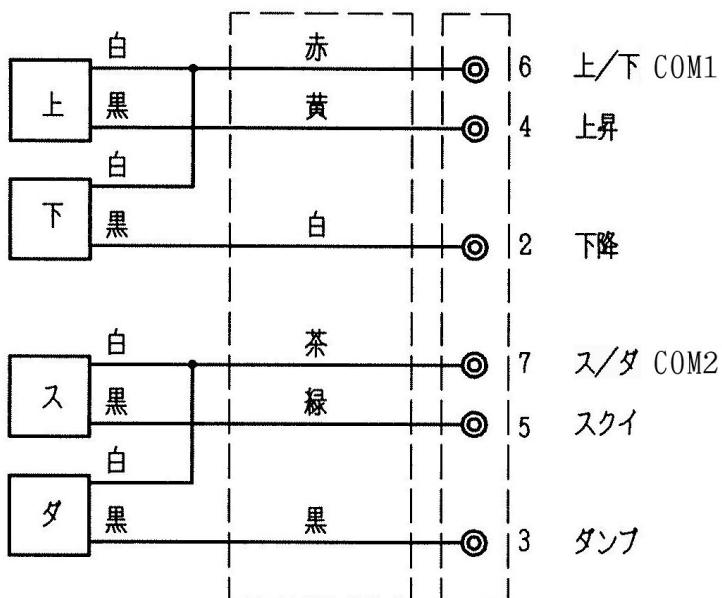 白 赤 6 上/下 COM1
上 黒 黄 4 上昇
白
下 黒 白 2 下降
白 茶 7 ス/ダ COM2
ス 黒 緑 5 スクイ
白
ダ 黒 黒 3 ダンプ